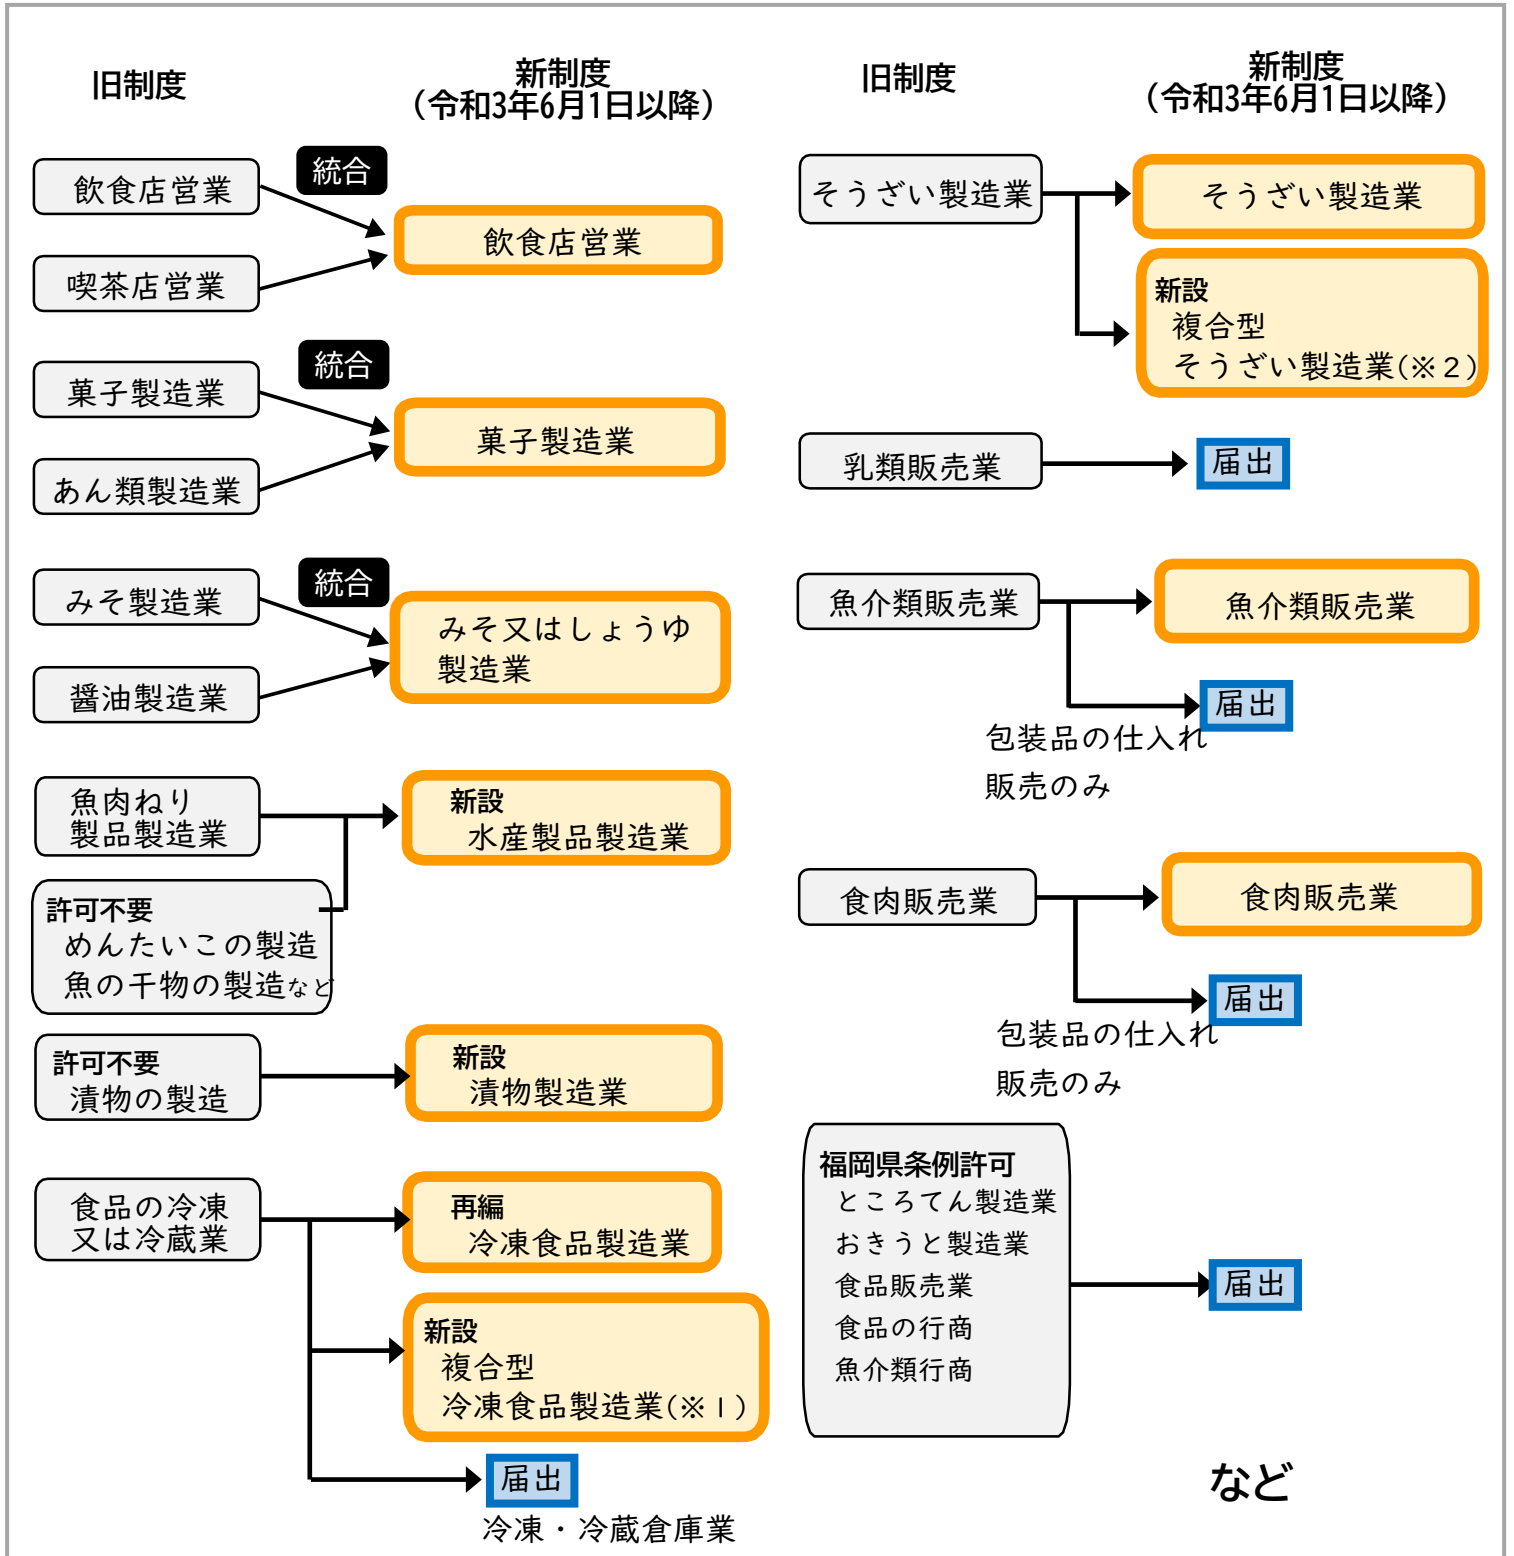 旧制度
新制度
（令和3年6月1日以降）
飲食店営業
統合
喫茶店営業
飲食店営業
菓子製造業
統合
あん類製造業
菓子製造業
みそ製造業
統合
醤油製造業
みそ又はしょうゆ
製造業
魚肉ねり
製品製造業
新設
水産製品製造業
許可不要
めんたいこの製造
魚の干物の製造など
許可不要
漬物の製造
新設
漬物製造業
食品の冷凍
又は冷蔵業
再編
冷凍食品製造業
新設
複合型
冷凍食品製造業(※1)
届出
冷凍・冷蔵倉庫業
旧制度
新制度
（令和3年6月1日以降）
そうざい製造業
そうざい製造業
新設
複合型
そうざい製造業(※2)
乳類販売業
届出
魚介類販売業
魚介類販売業
届出
包装品の仕入れ
販売のみ
食肉販売業
食肉販売業
届出
包装品の仕入れ
販売のみ
福岡県条例許可
ところてん製造業
おきうと製造業
食品販売業
食品の行商
魚介類行商
届出
など